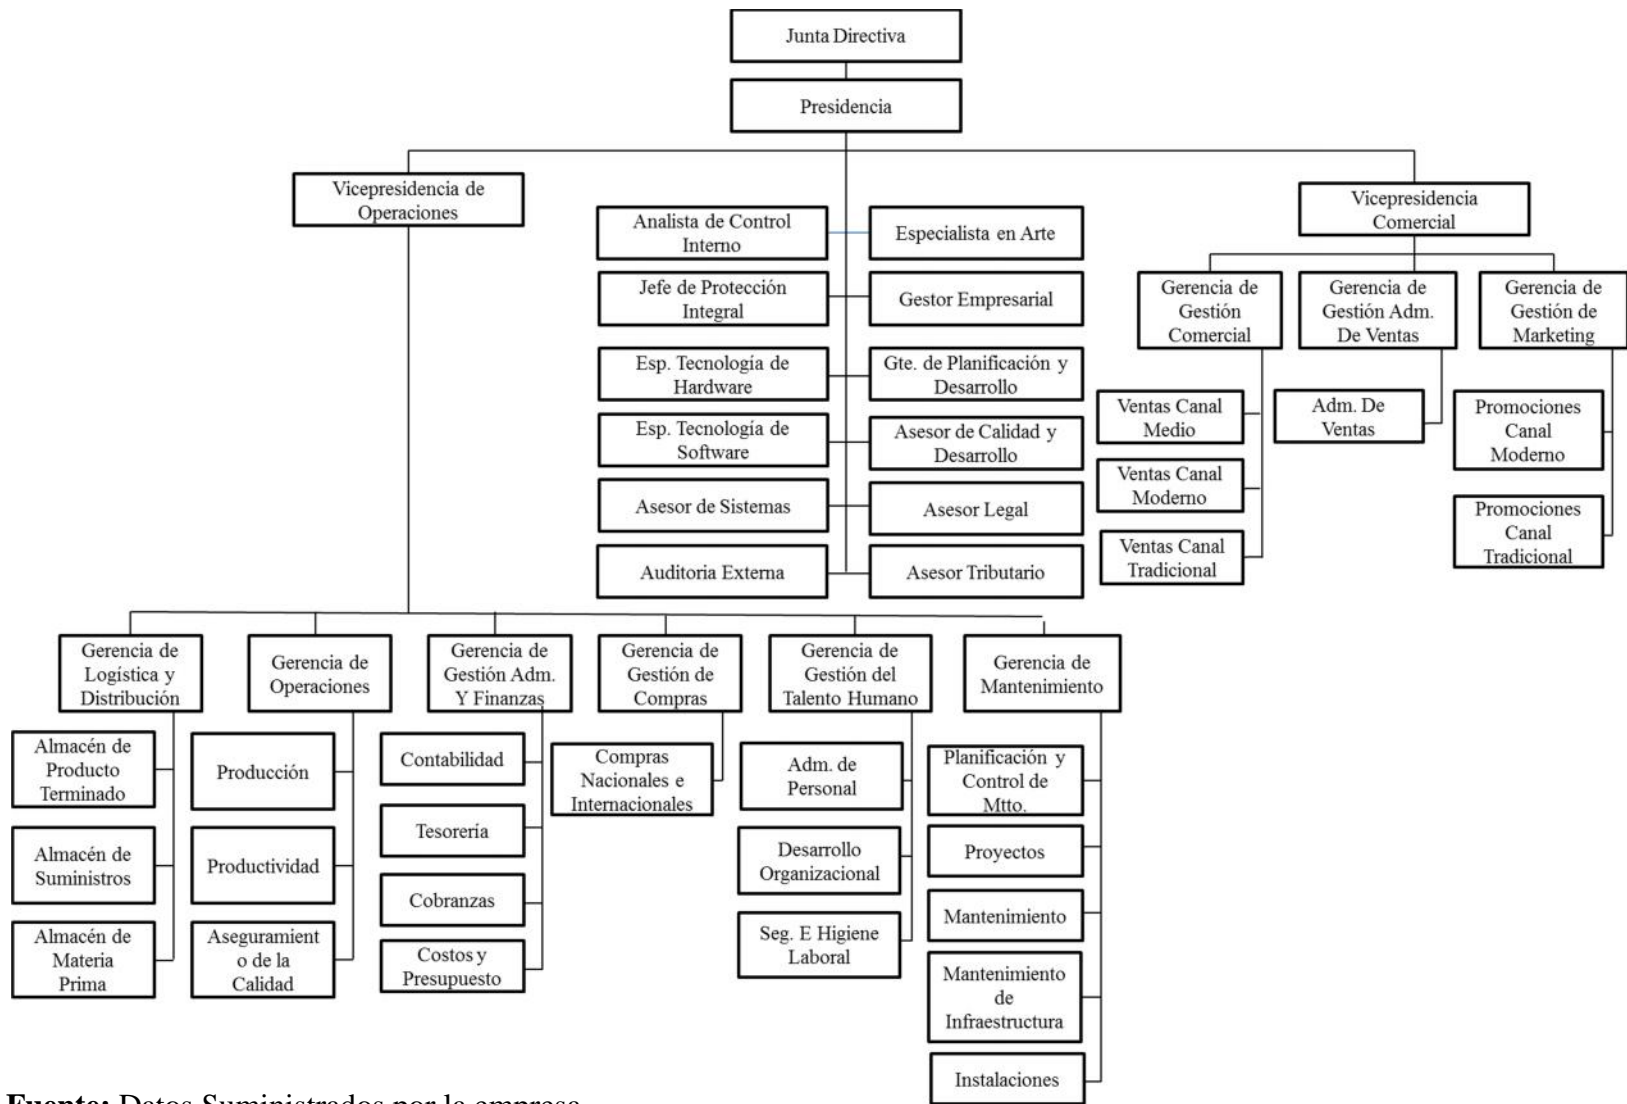 Junta Directiva
Presidencia
Vicepresidencia de
Operaciones
Vicepresidencia
Comercial
Analista de Control
Interno
Especialista en Arte
Jefe de Protección
Integral
Gestor Empresarial
Esp. Tecnología de
Hardware
Gte. de Planificación y
Desarrollo
Esp. Tecnología de
Software
Asesor de Calidad y
Desarrollo
Asesor de Sistemas
Asesor Legal
Auditoria Externa
Asesor Tributario
Gerencia de
Gestión
Comercial
Gerencia de
Gestión Adm.
De Ventas
Gerencia de
Gestión de
Marketing
Ventas Canal
Medio
Ventas Canal
Moderno
Ventas Canal
Tradicional
Adm. De
Ventas
Promociones
Canal
Moderno
Promociones
Canal
Tradicional
Gerencia de
Logística y
Distribución
Gerencia de
Operaciones
Gerencia de
Gestión Adm.
Y Finanzas
Gerencia de
Gestión de
Compras
Gerencia de
Gestión del
Talento Humano
Gerencia de
Mantenimiento
Almacén de
Producto
Terminado
Almacén de
Suministros
Almacén de
Materia
Prima
Producción
Productividad
Aseguramient
o de la
Calidad
Contabilidad
Tesorería
Cobranzas
Costos y
Presupuesto
Compras
Nacionales e
Internacionales
Adm. de
Personal
Desarrollo
Organizacional
Seg. E Higiene
Laboral
Planificación y
Control de
Mtto.
Proyectos
Mantenimiento
Mantenimiento
de
Infraestructura
Instalaciones
Fuente: Datos Suministrados por la empresa